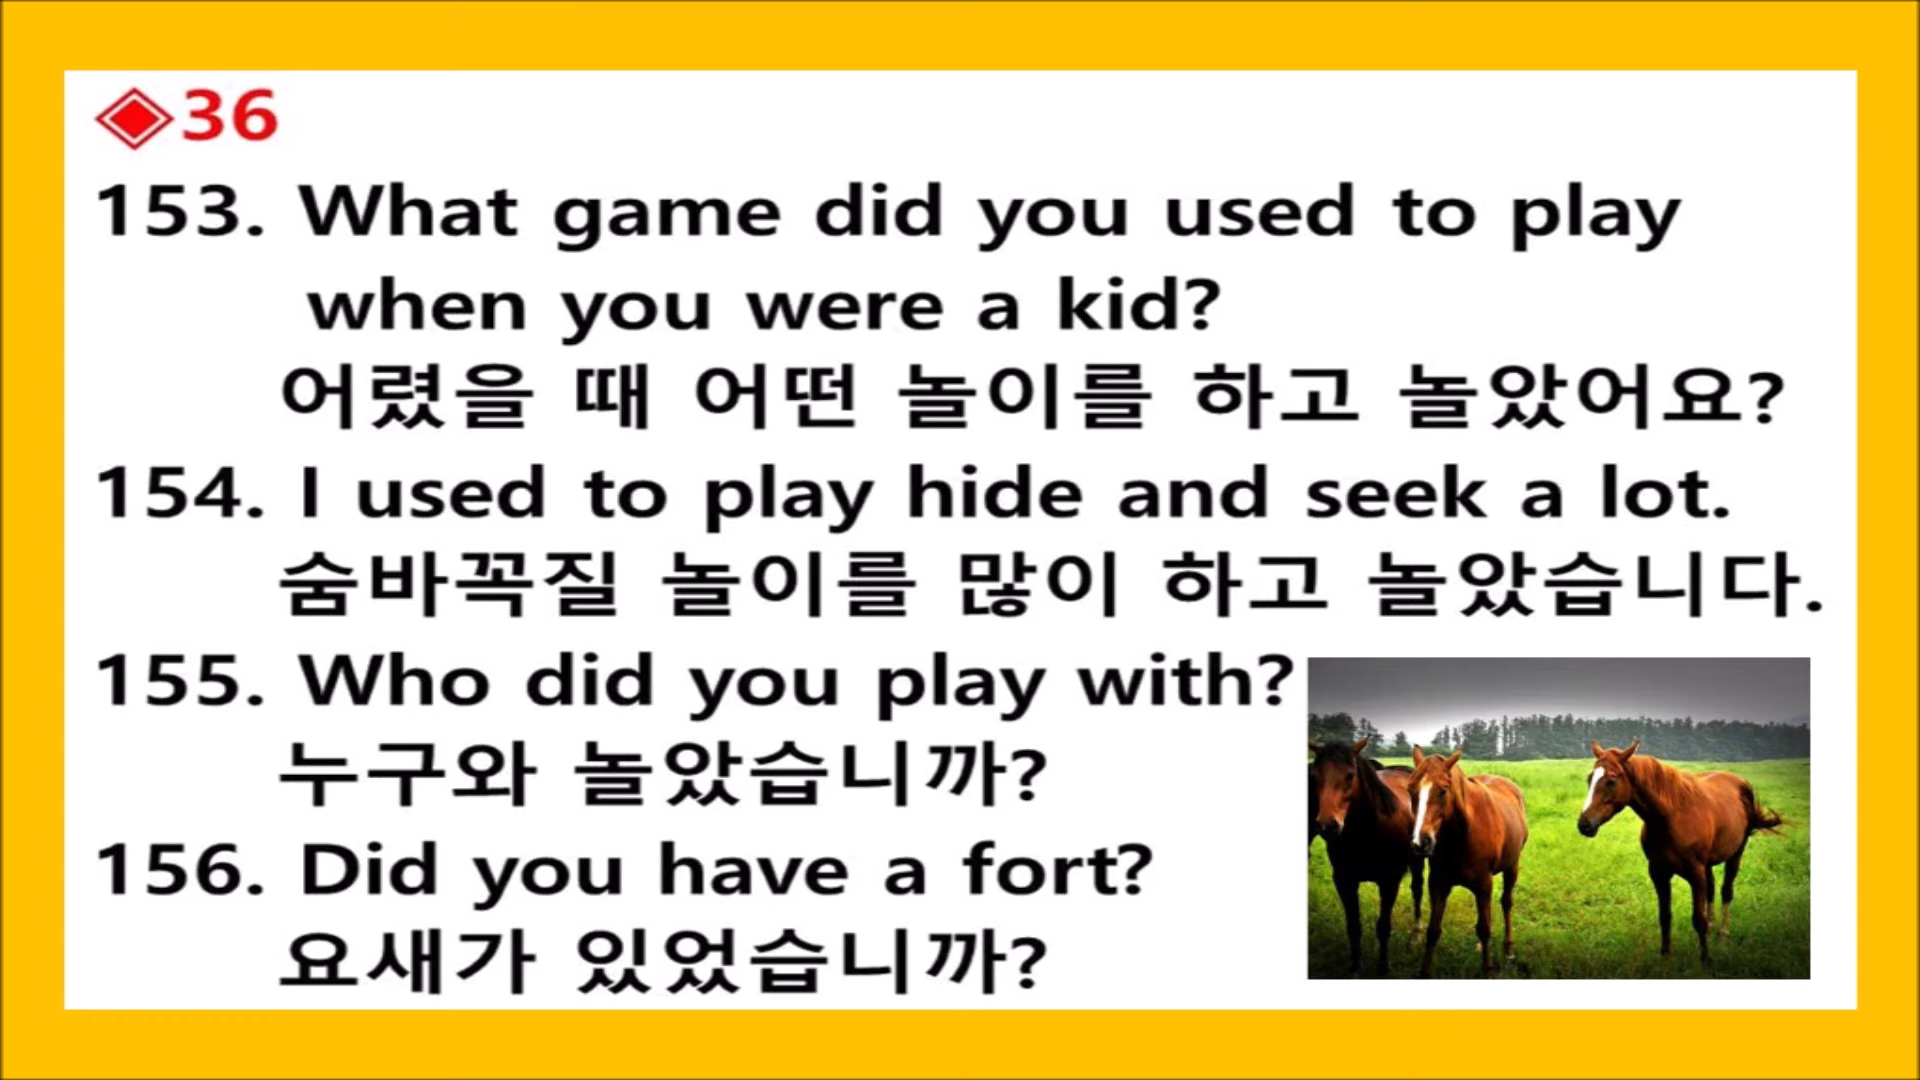 36
153. What game did you used to play
when you were a kid?
어렸을 때 어떤 놀이를 하고 놀았어요?
154. I used to play hide and seek a lot.
숨바꼭질 놀이를 많이 하고 놀았습니다.
155. Who did you play with?
누구와 놀았습니까?
156. Did you have a fort?
요새가 있었습니까?